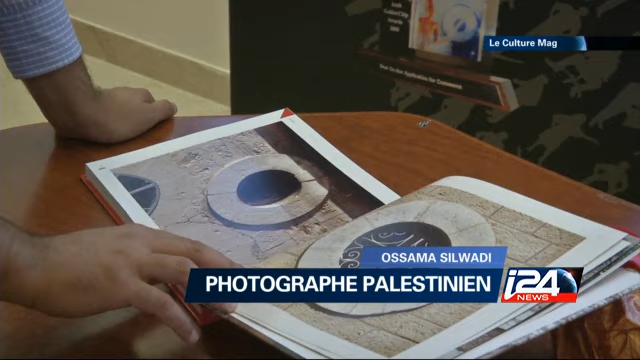 Le Culture Mag
OSSAMA SILWADI
PHOTOGRAPHE PALESTINIEN
i24
NEWS